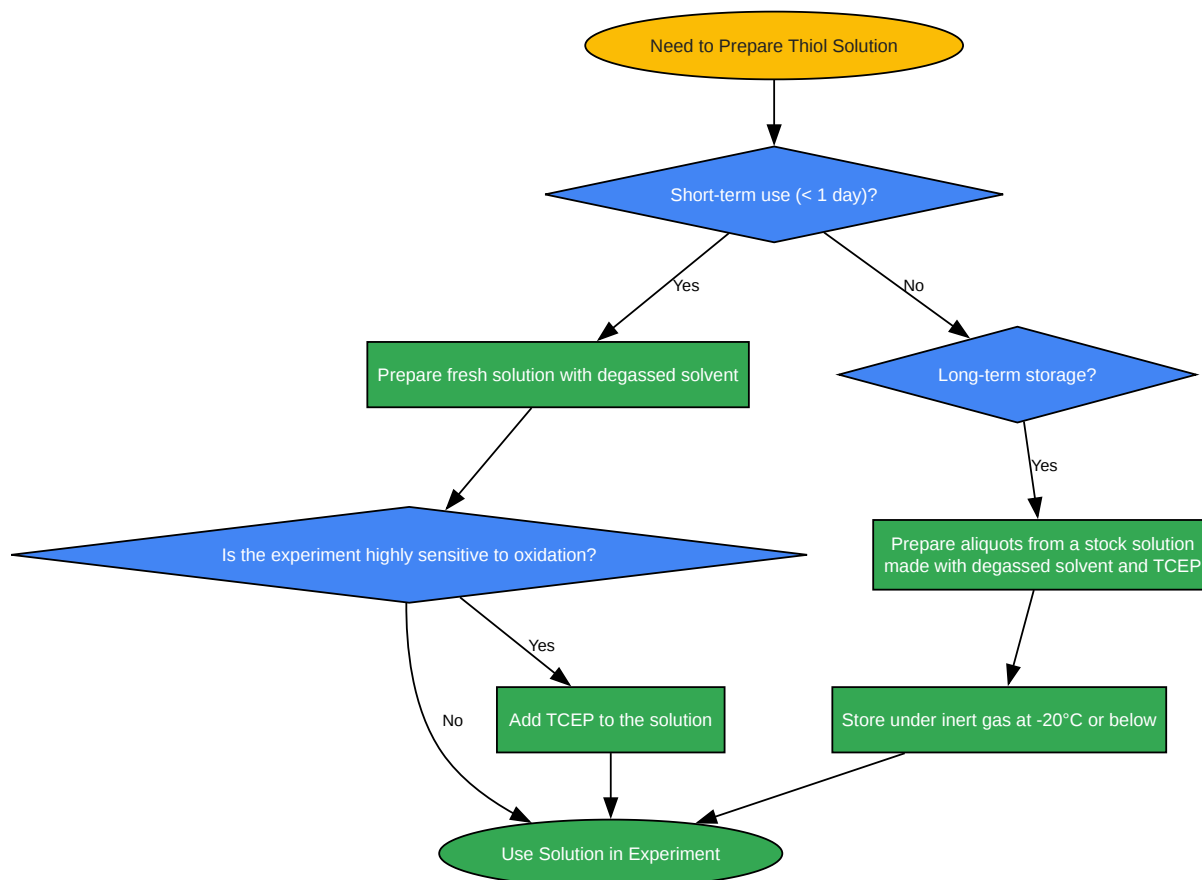 Need to Prepare Thiol Solution
Short-term use (< 1 day)?
Yes
No
Prepare fresh solution with degassed solvent
Long-term storage?
Yes
Is the experiment highly sensitive to oxidation?
Prepare aliquots from a stock solution
made with degassed solvent and TCEP
Yes
No
Add TCEP to the solution
Store under inert gas at -20°C or below
Use Solution in Experiment